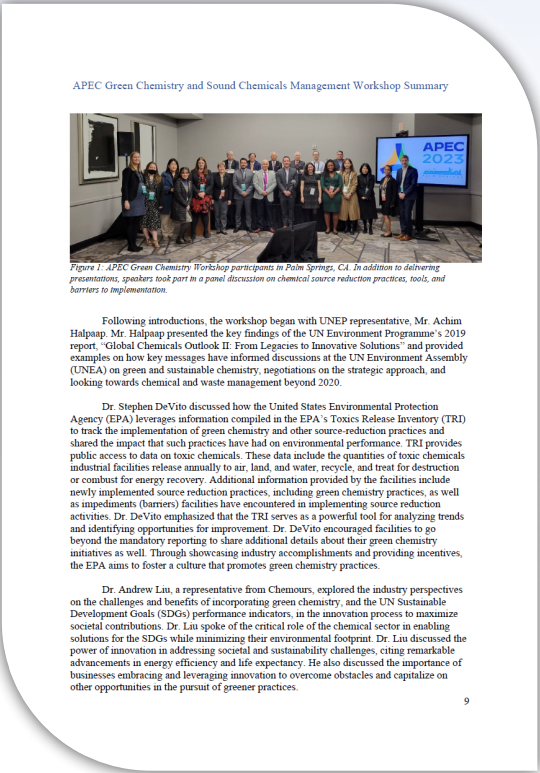 APEC Green Chemistry and Sound Chemicals Management Workshop Summary
APEC
2023
Figure 1: APEC Green Chemistry Workshop participants in Palm Springs, CA. In addition to delivering
presentations, speakers took part in a panel discussion on chemical source reduction practices, tools, and
barriers to implementation.
Following introductions, the workshop began with UNEP representative, Mr. Achim
Halpaap. Mr. Halpaap presented the key findings of the UN Environment Programme's 2019
report, “Global Chemicals Outlook II: From Legacies to Innovative Solutions” and provided
examples on how key messages have informed discussions at the UN Environment Assembly
(UNEA) on green and sustainable chemistry, negotiations on the strategic approach, and
looking towards chemical and waste management beyond 2020.
Dr. Stephen DeVito discussed how the United States Environmental Protection
Agency (EPA) leverages information compiled in the EPA's Toxics Release Inventory (TRI)
to track the implementation of green chemistry and other source-reduction practices and
shared the impact that such practices have had on environmental performance. TRI provides
public access to data on toxic chemicals. These data include the quantities of toxic chemicals
industrial facilities release annually to air, land, and water, recycle, and treat for destruction
or combust for energy recovery. Additional information provided by the facilities include
newly implemented source reduction practices, including green chemistry practices, as well
as impediments (barriers) facilities have encountered in implementing source reduction
activities. Dr. DeVito emphasized that the TRI serves as a powerful tool for analyzing trends
and identifying opportunities for improvement. Dr. DeVito encouraged facilities to go
beyond the mandatory reporting to share additional details about their green chemistry
initiatives as well. Through showcasing industry accomplishments and providing incentives,
the EPA aims to foster a culture that promotes green chemistry practices.
Dr. Andrew Liu, a representative from Chemours, explored the industry perspectives
on the challenges and benefits of incorporating green chemistry, and the UN Sustainable
Development Goals (SDGs) performance indicators, in the innovation process to maximize
societal contributions. Dr. Liu spoke of the critical role of the chemical sector in enabling
solutions for the SDGs while minimizing their environmental footprint. Dr. Liu discussed the
power of innovation in addressing societal and sustainability challenges, citing remarkable
advancements in energy efficiency and life expectancy. He also discussed the importance of
businesses embracing and leveraging innovation to overcome obstacles and capitalize on
other opportunities in the pursuit of greener practices.
9